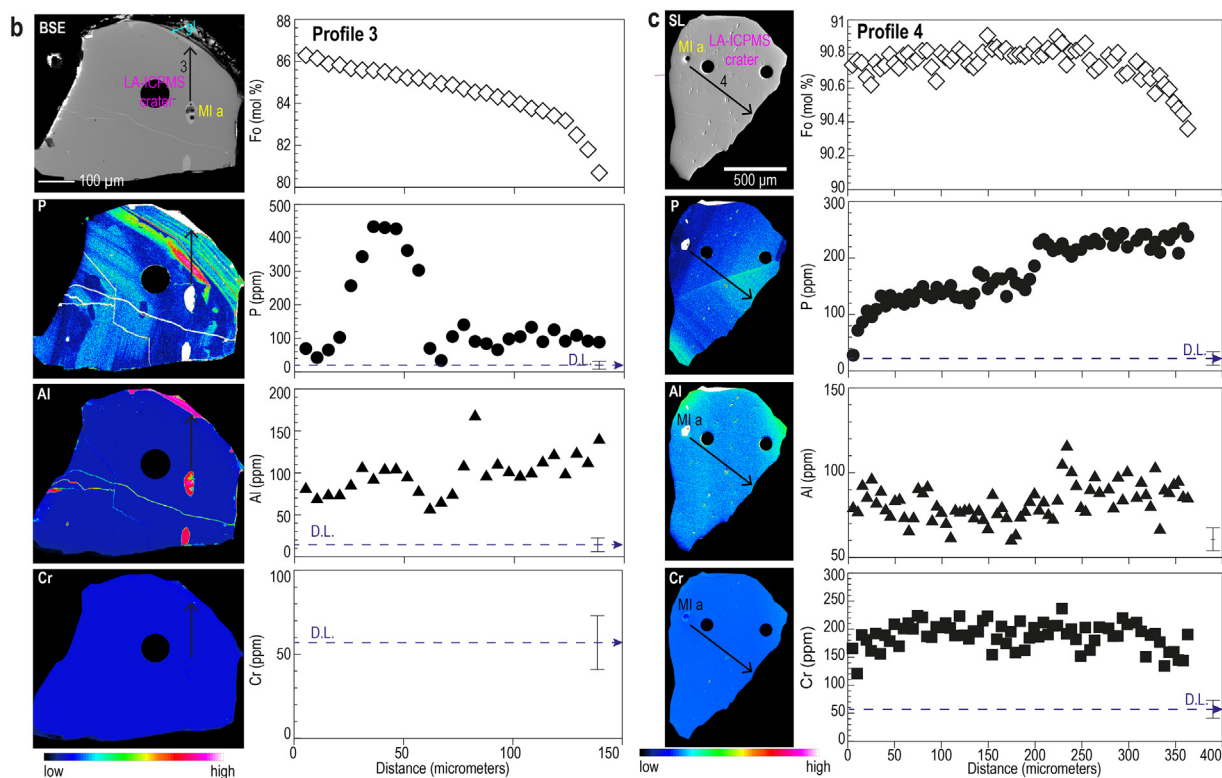 b BSE
SL
3
LA-ICPMS
crater
MI a
100 µm
Profile 3
Fo (mol %)
88
86
84
82
80
P
P (ppm)
500
400
300
200
100
0
D.L.
Al
Al (ppm)
200
150
100
50
0
D.L.
Cr
Cr (ppm)
100
80
60
40
20
0
D.L.
0 50 100 150
Distance (micrometers)
low high
c SL
MI a
LA-ICPMS
crater
4
500 µm
Profile 4
Fo (mol %)
91
90.8
90.6
90.4
90.2
90
P
P (ppm)
300
200
100
0
D.L.
Al
MI a
Al (ppm)
150
100
50
Cr
MI a
Cr (ppm)
300
250
200
150
100
50
0
D.L.
0 50 100 150 200 250 300 350 400
Distance (micrometers)
low high